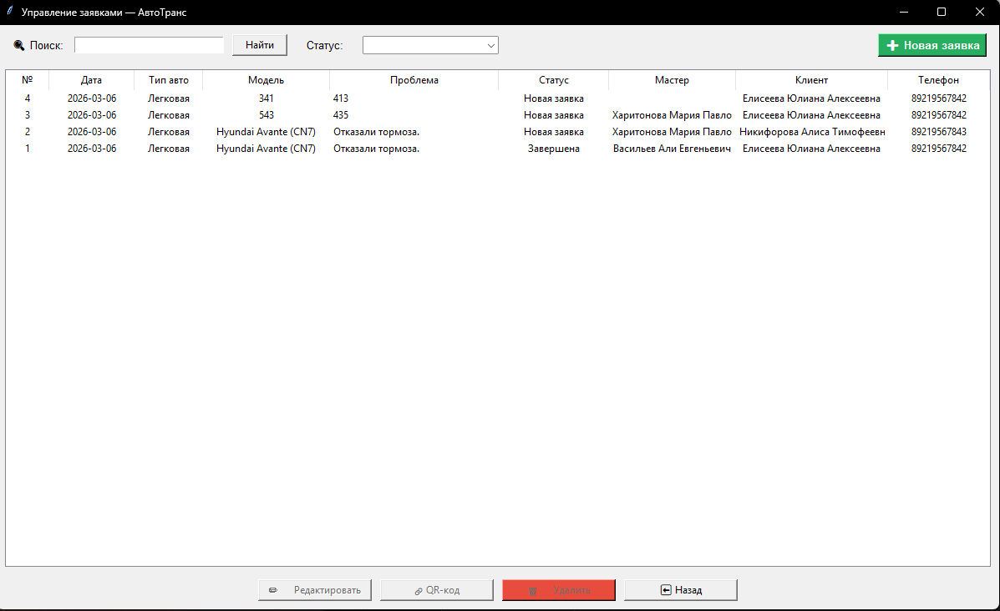 Управление заявками — АвтоТранс
Поиск: Найти Статус: Новая заявка
№ Дата Тип авто Модель Проблема Статус Мастер Клиент Телефон
4 2026-03-06 Легковая 341 413 Новая заявка Елисеева Юлиана Алексеевна 89219567842
3 2026-03-06 Легковая 543 435 Новая заявка Харитонова Мария Павло Елисеева Юлиана Алексеевна 89219567842
2 2026-03-06 Легковая Hyundai Avante (CN7) Отказали тормоза. Новая заявка Харитонова Мария Павло Никифорова Алиса Тимофеевн 89219567843
1 2026-03-06 Легковая Hyundai Avante (CN7) Отказали тормоза. Завершена Васильев Али Евгеньевич Елисеева Юлиана Алексеевна 89219567842
Редактировать QR-код Удалить Назад